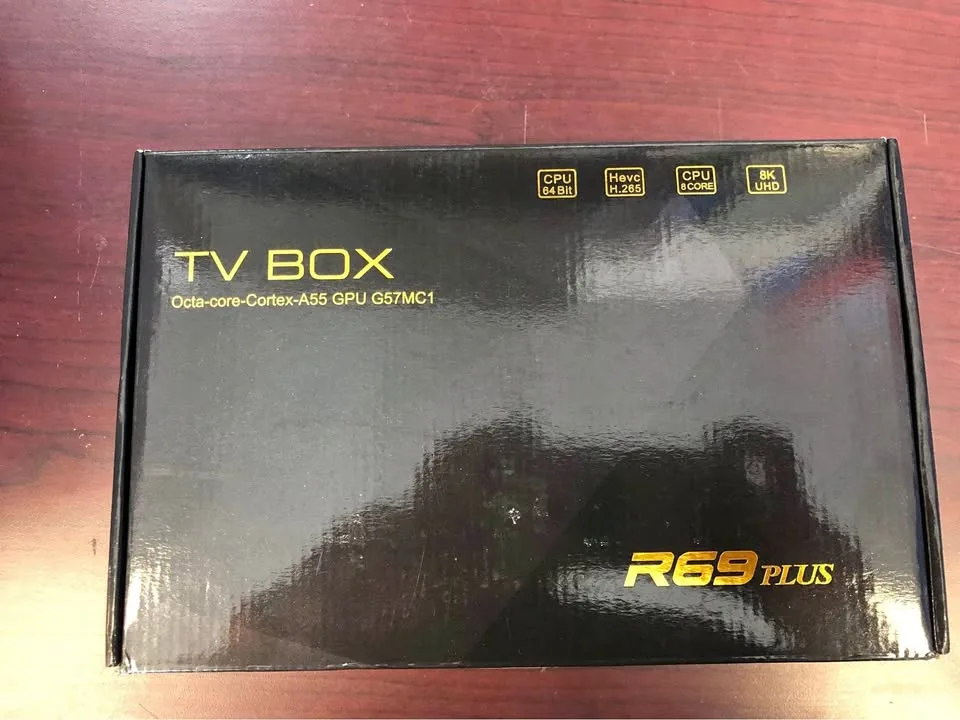 CPU
64 Bit
Hevc
H.265
CPU
8 CORE
8K
UHD
TV BOX
Octa-core-Cortex-A55 GPU G57MC1
R69 PLUS